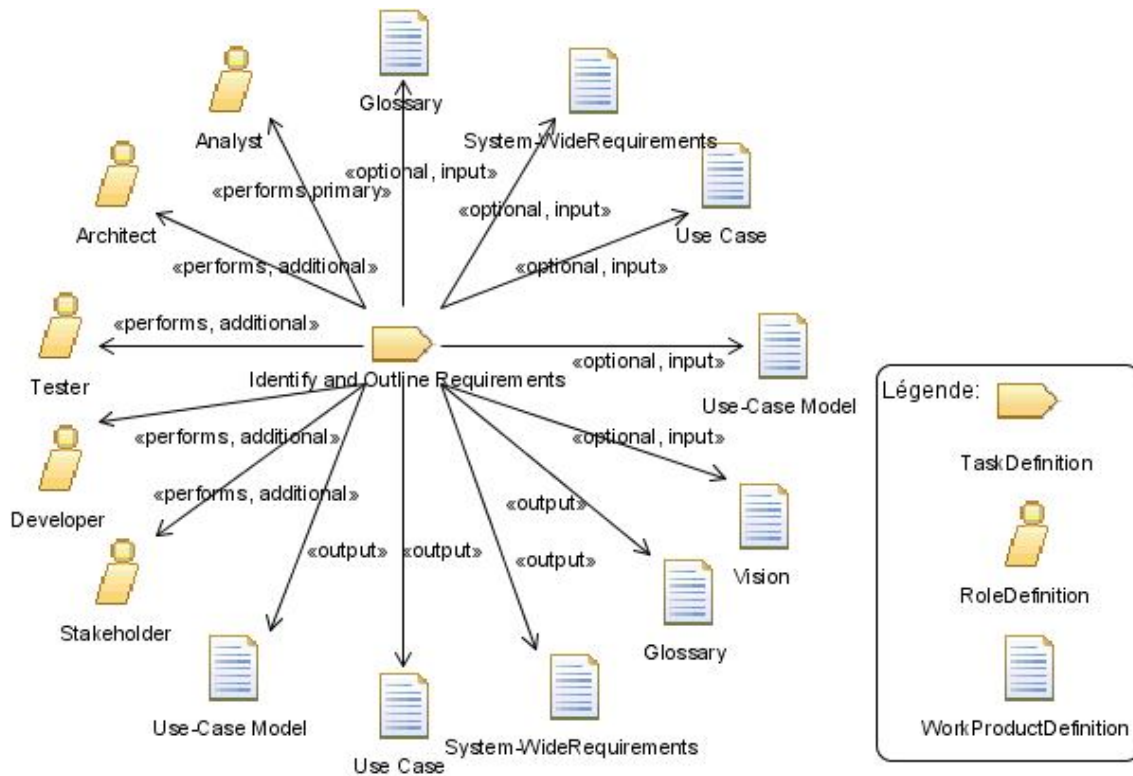 Glossary
System-WideRequirements
Analyst
«optional, input»
«performs,primary»
«optional, input»
Use Case
Architect
«performs, additional»
«optional, input»
«performs, additional»
Tester
Identify and Outline Requirements
«optional, input»
Use-Case Model
«performs, additional»
«optional, input»
Developer
«performs, additional»
«output»
«output»
«output»
«output»
Vision
Stakeholder
Glossary
Use-Case Model
Use Case
System-WideRequirements
Légende:
TaskDefinition
RoleDefinition
WorkProductDefinition